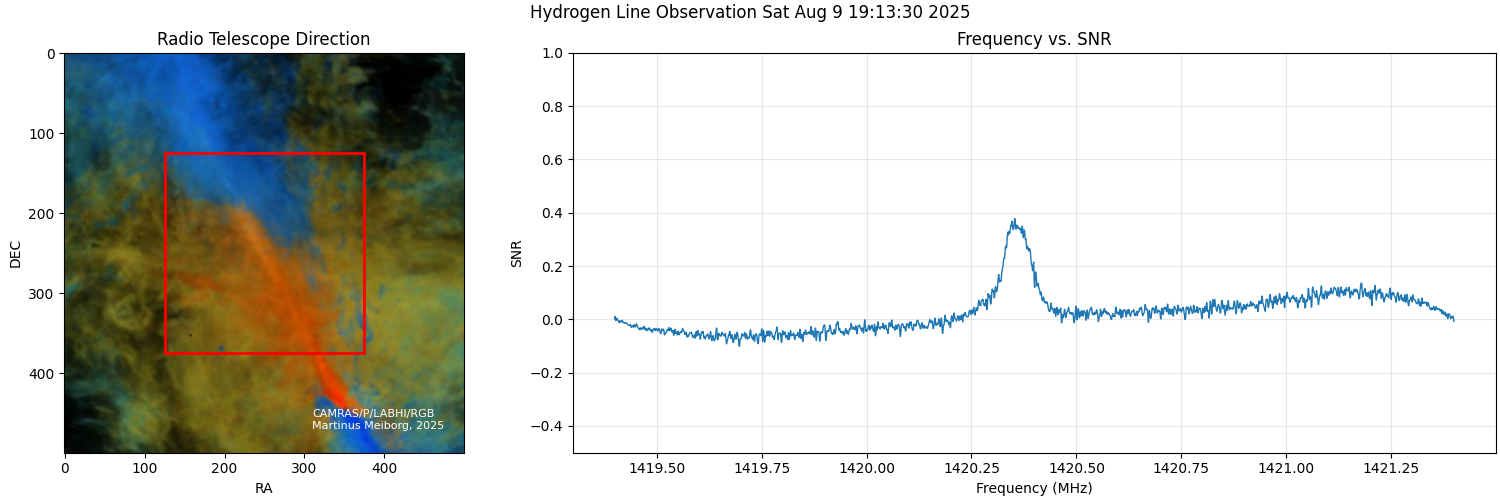 Hydrogen Line Observation Sat Aug 9 19:13:30 2025
Radio Telescope Direction
0
100
200
300
400
DEC
0 100 200 300 400
RA
CAMRAS/P/LABHI/RGB
Martinus Meiborg, 2025
Frequency vs. SNR
1.0
0.8
0.6
0.4
0.2
0.0
−0.2
−0.4
SNR
1419.50 1419.75 1420.00 1420.25 1420.50 1420.75 1421.00 1421.25
Frequency (MHz)